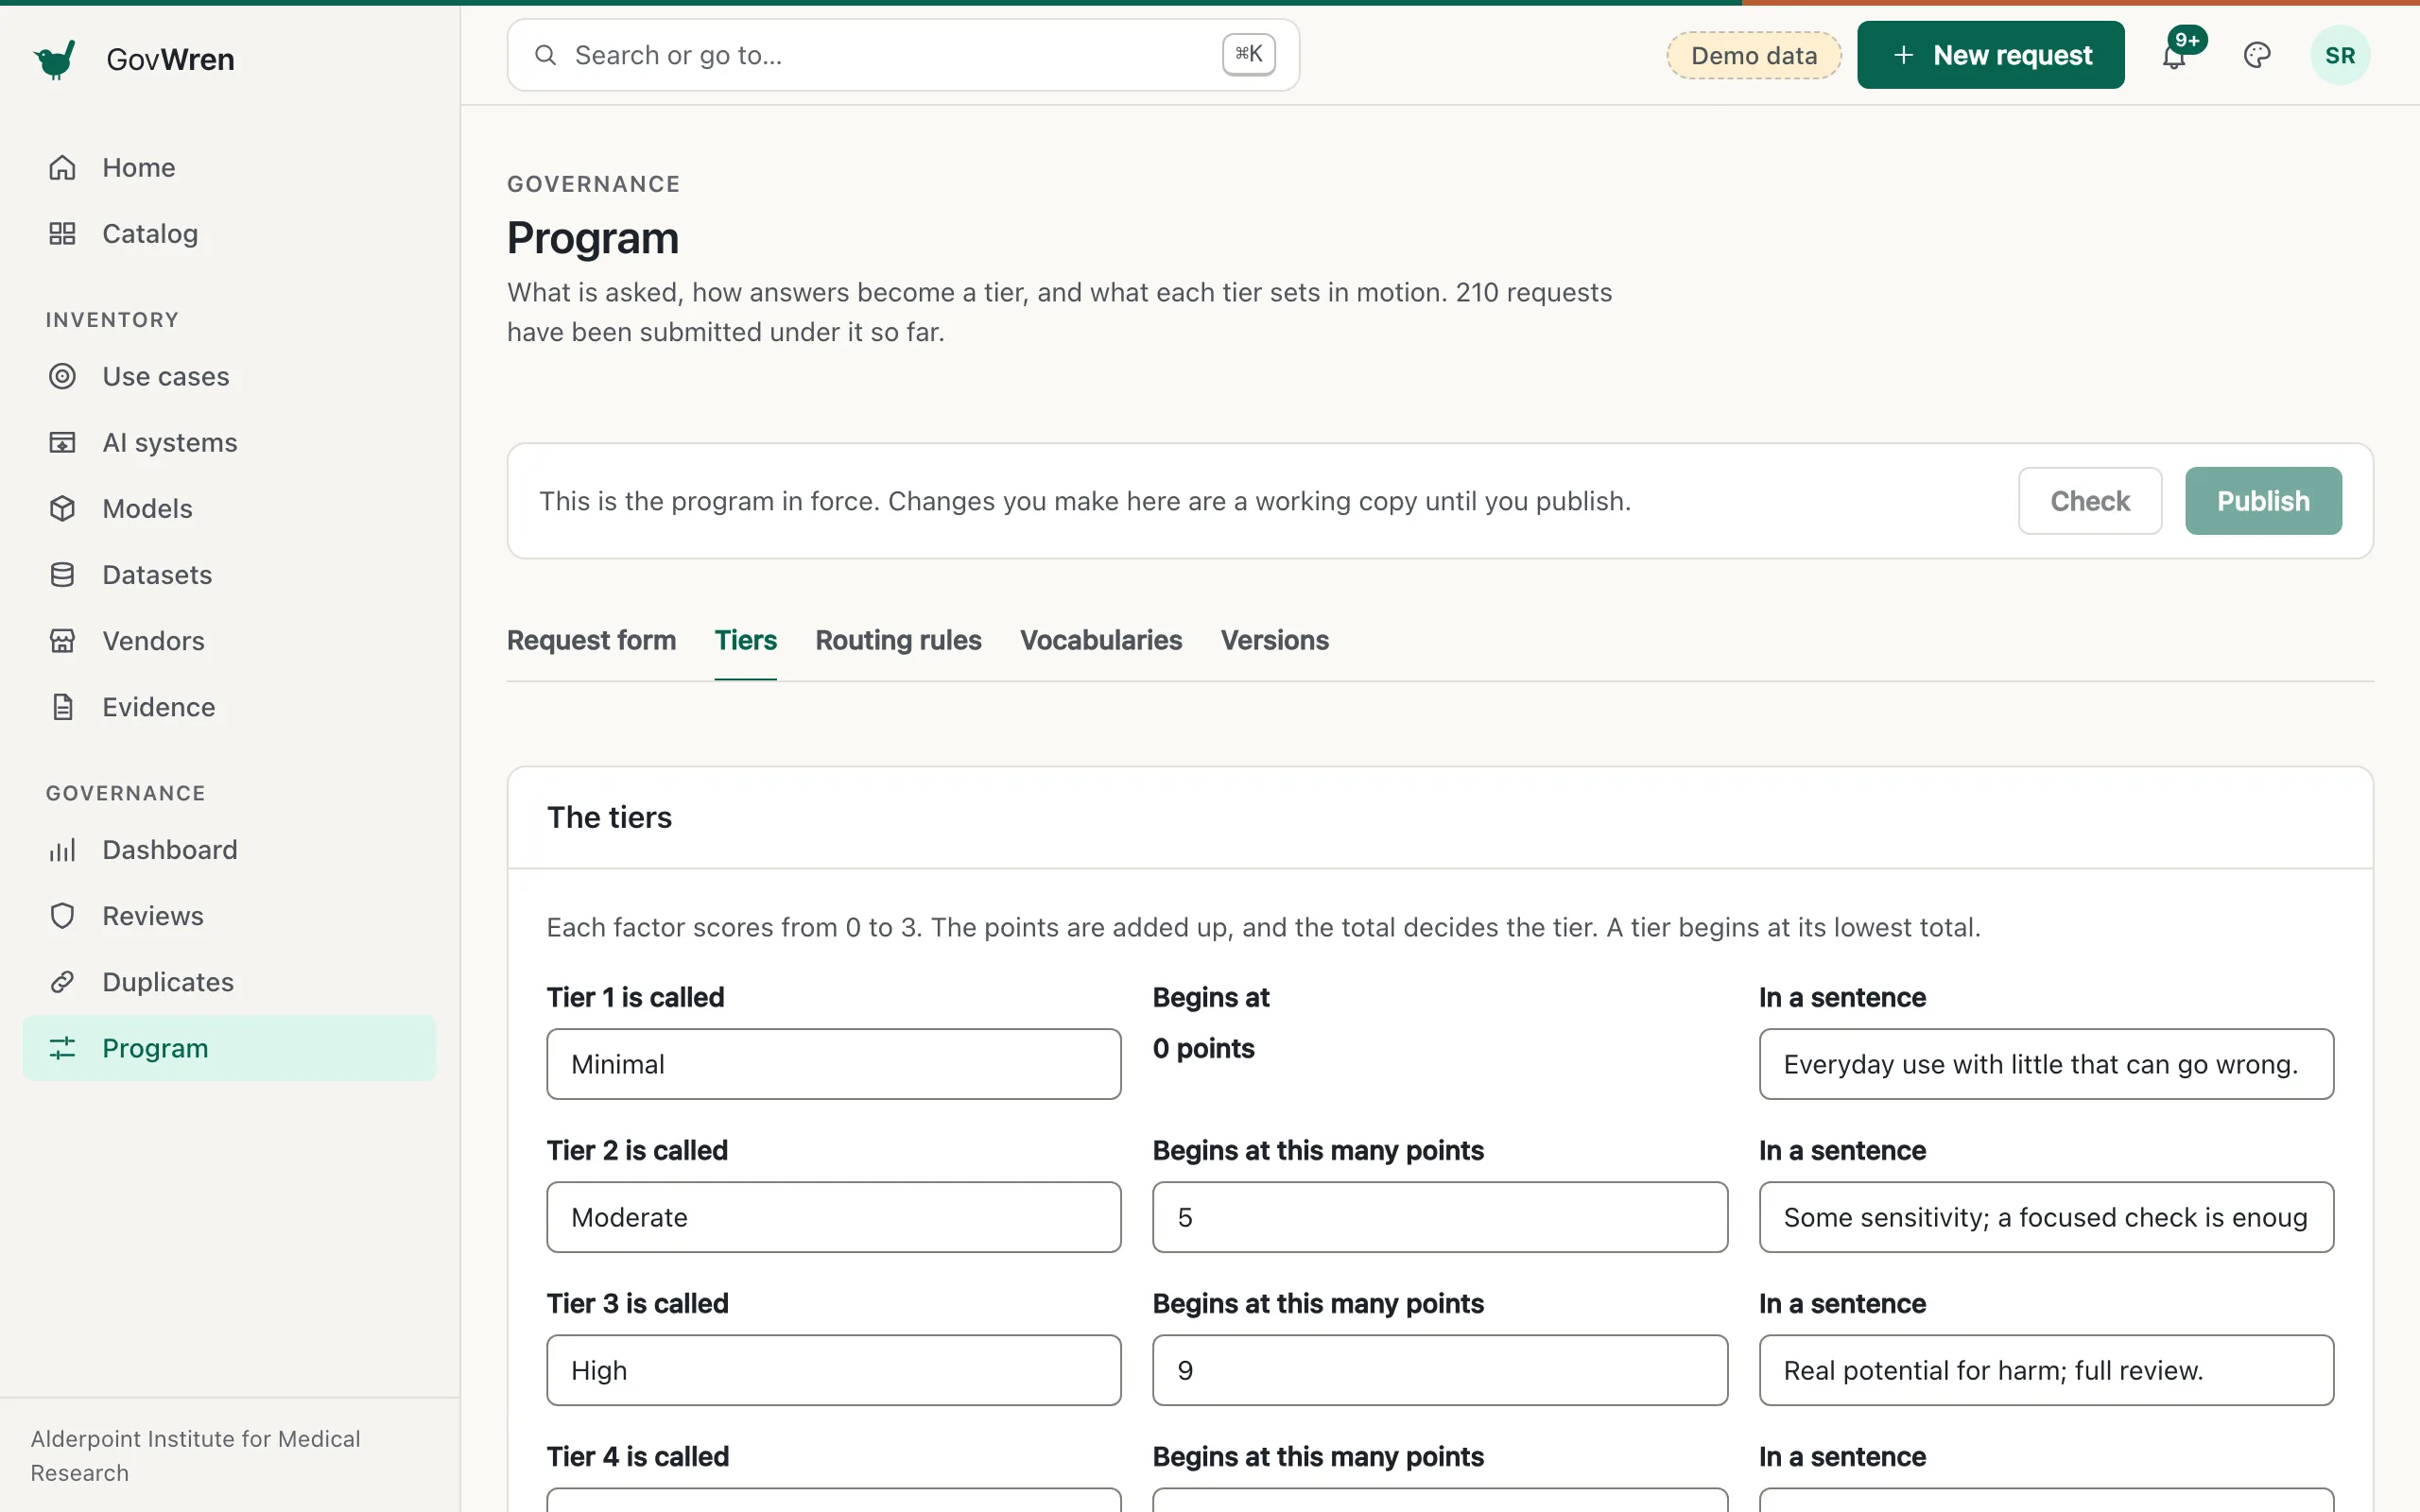 GovWren
Search or go to...
⌘K
Demo data
+ New request
9+
SR
Home
Catalog
INVENTORY
Use cases
AI systems
Models
Datasets
Vendors
Evidence
GOVERNANCE
Dashboard
Reviews
Duplicates
Program
Alderpoint Institute for Medical
Research
GOVERNANCE
Program
What is asked, how answers become a tier, and what each tier sets in motion. 210 requests
have been submitted under it so far.
This is the program in force. Changes you make here are a working copy until you publish.
Check
Publish
Request form
Tiers
Routing rules
Vocabularies
Versions
The tiers
Each factor scores from 0 to 3. The points are added up, and the total decides the tier. A tier begins at its lowest total.
Tier 1 is called
Begins at
In a sentence
Minimal
0 points
Everyday use with little that can go wrong.
Tier 2 is called
Begins at this many points
In a sentence
Moderate
5
Some sensitivity; a focused check is enoug
Tier 3 is called
Begins at this many points
In a sentence
High
9
Real potential for harm; full review.
Tier 4 is called
Begins at this many points
In a sentence